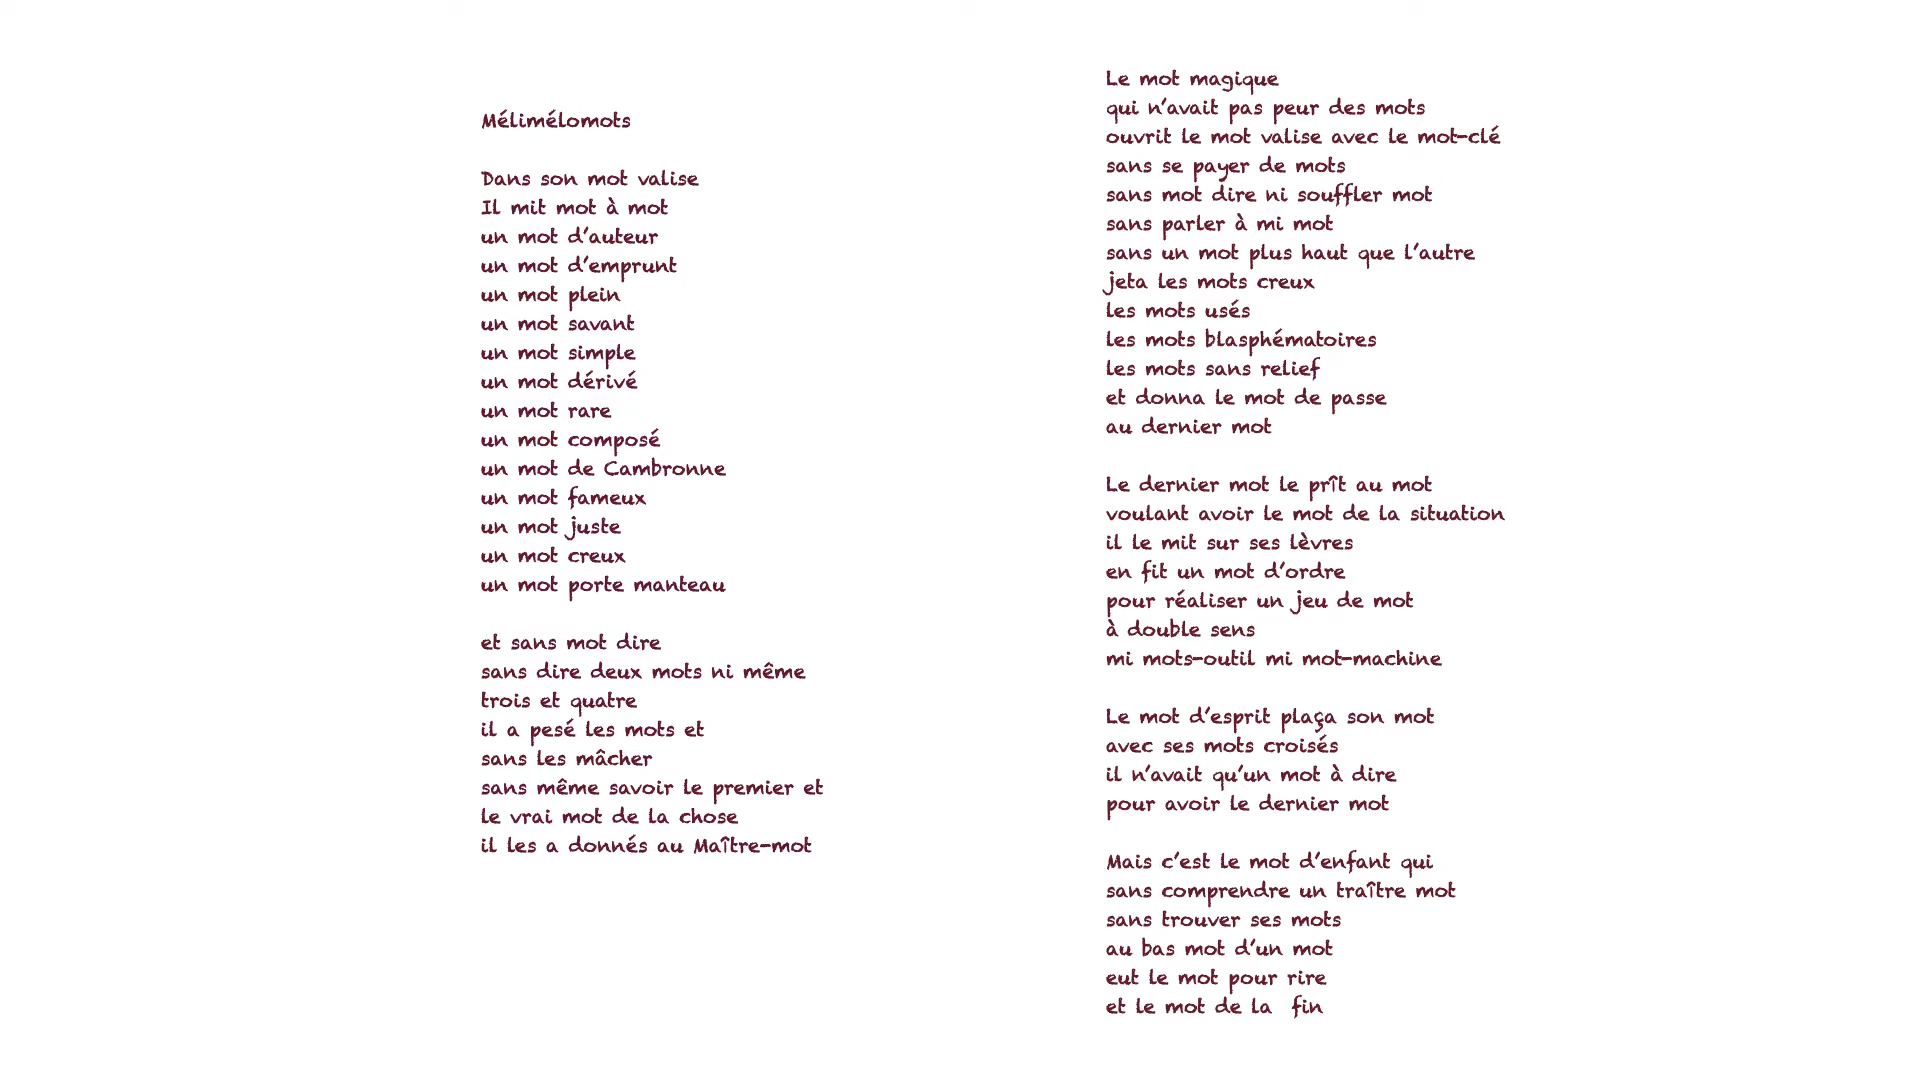 Mélimélomots

Dans son mot valise
Il mit mot à mot
un mot d’auteur
un mot d’emprunt
un mot plein
un mot savant
un mot simple
un mot dérivé
un mot rare
un mot composé
un mot de Cambronne
un mot fameux
un mot juste
un mot creux
un mot porte manteau

et sans mot dire
sans dire deux mots ni même
trois et quatre
il a pesé les mots et
sans les mâcher
sans même savoir le premier et
le vrai mot de la chose
il les a donnés au Maître-mot

Le mot magique
qui n’avait pas peur des mots
ouvrit le mot valise avec le mot-clé
sans se payer de mots
sans mot dire ni souffler mot
sans parler à mi mot
sans un mot plus haut que l’autre
jeta les mots creux
les mots usés
les mots blasphématoires
les mots sans relief
et donna le mot de passe
au dernier mot

Le dernier mot le prît au mot
voulant avoir le mot de la situation
il le mit sur ses lèvres
en fit un mot d’ordre
pour réaliser un jeu de mot
à double sens
mi mots-outil mi mot-machine

Le mot d’esprit plaça son mot
avec ses mots croisés
il n’avait qu’un mot à dire
pour avoir le dernier mot

Mais c’est le mot d’enfant qui
sans comprendre un traître mot
sans trouver ses mots
au bas mot d’un mot
eut le mot pour rire
et le mot de la  fin